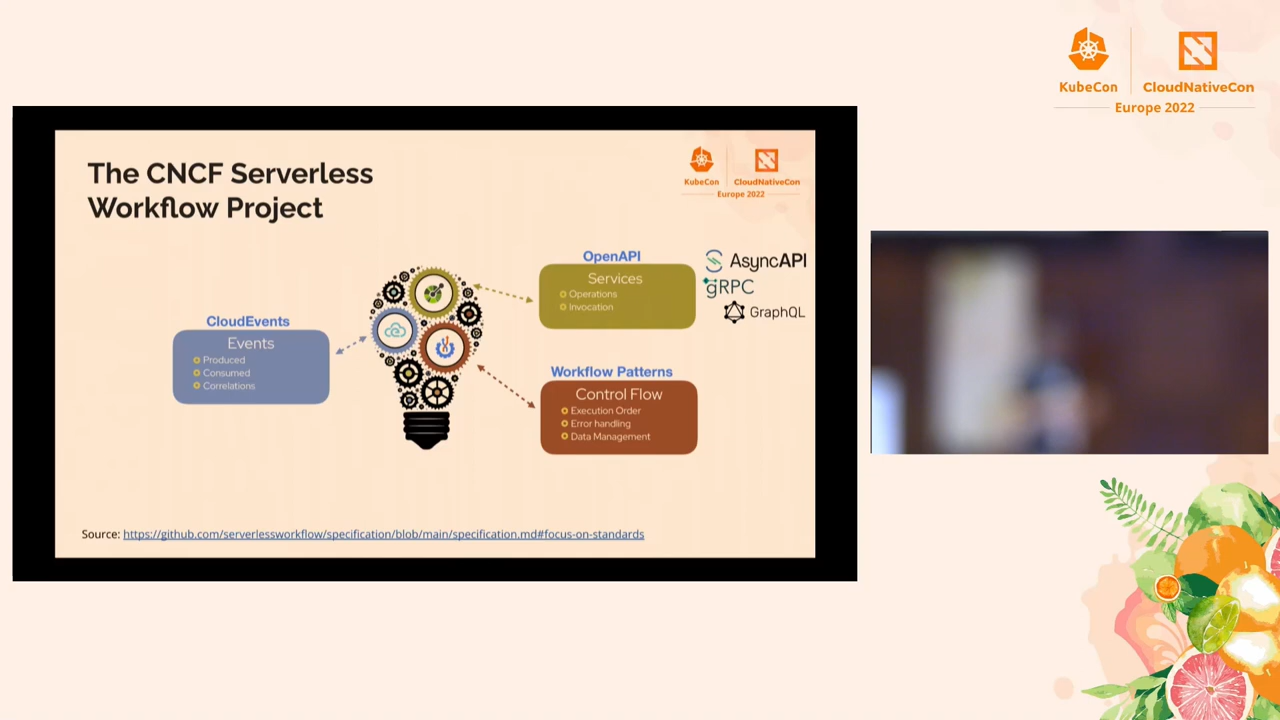 KubeCon
CloudNativeCon
Europe 2022
The CNCF Serverless
Workflow Project
KubeCon
CloudNativeCon
Europe 2022
CloudEvents
Events
Produced
Consumed
Correlations
OpenAPI
Services
Operations
Invocation
AsyncAPI
gRPC
GraphQL
Workflow Patterns
Control Flow
Execution Order
Error handling
Data Management
Source: https://github.com/serverlessworkflow/specification/blob/main/specification.md#focus-on-standards